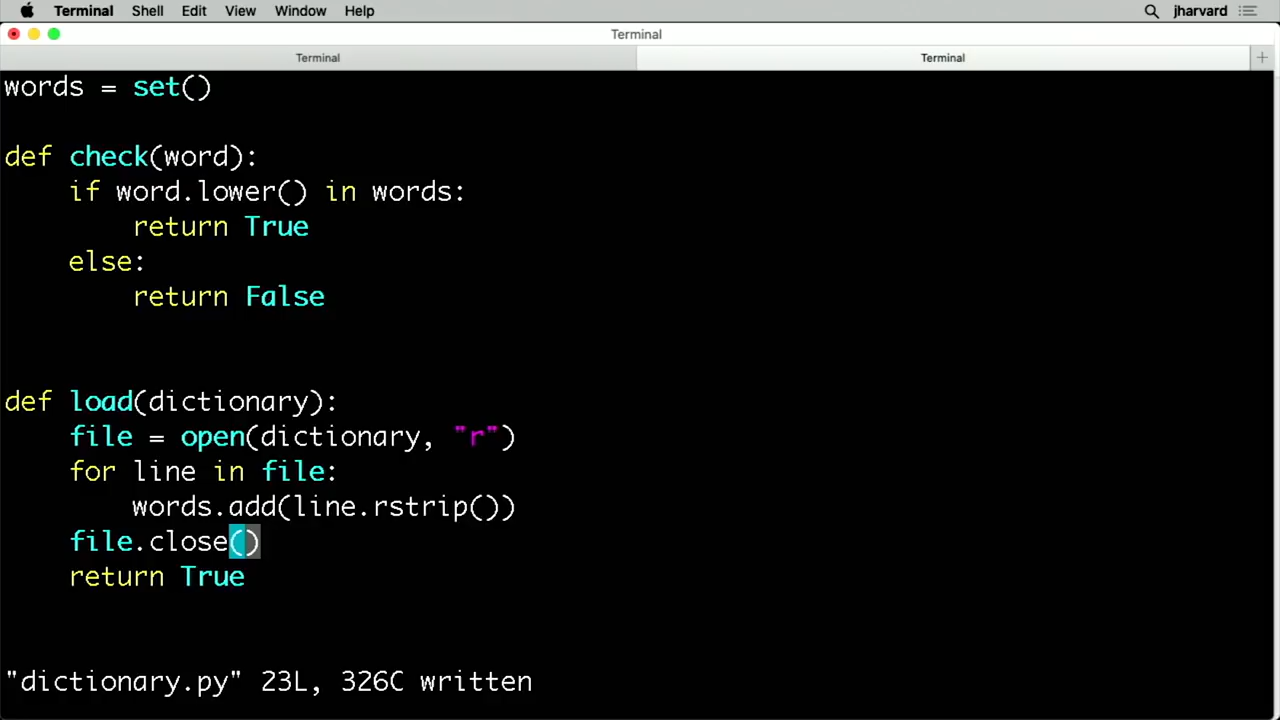 Terminal Shell Edit View Window Help jharvard
Terminal
Terminal Terminal +
words = set()
def check(word):
    if word.lower() in words:
        return True
    else:
        return False
def load(dictionary):
    file = open(dictionary, "r")
    for line in file:
        words.add(line.rstrip())
    file.close()
    return True
"dictionary.py" 23L, 326C written